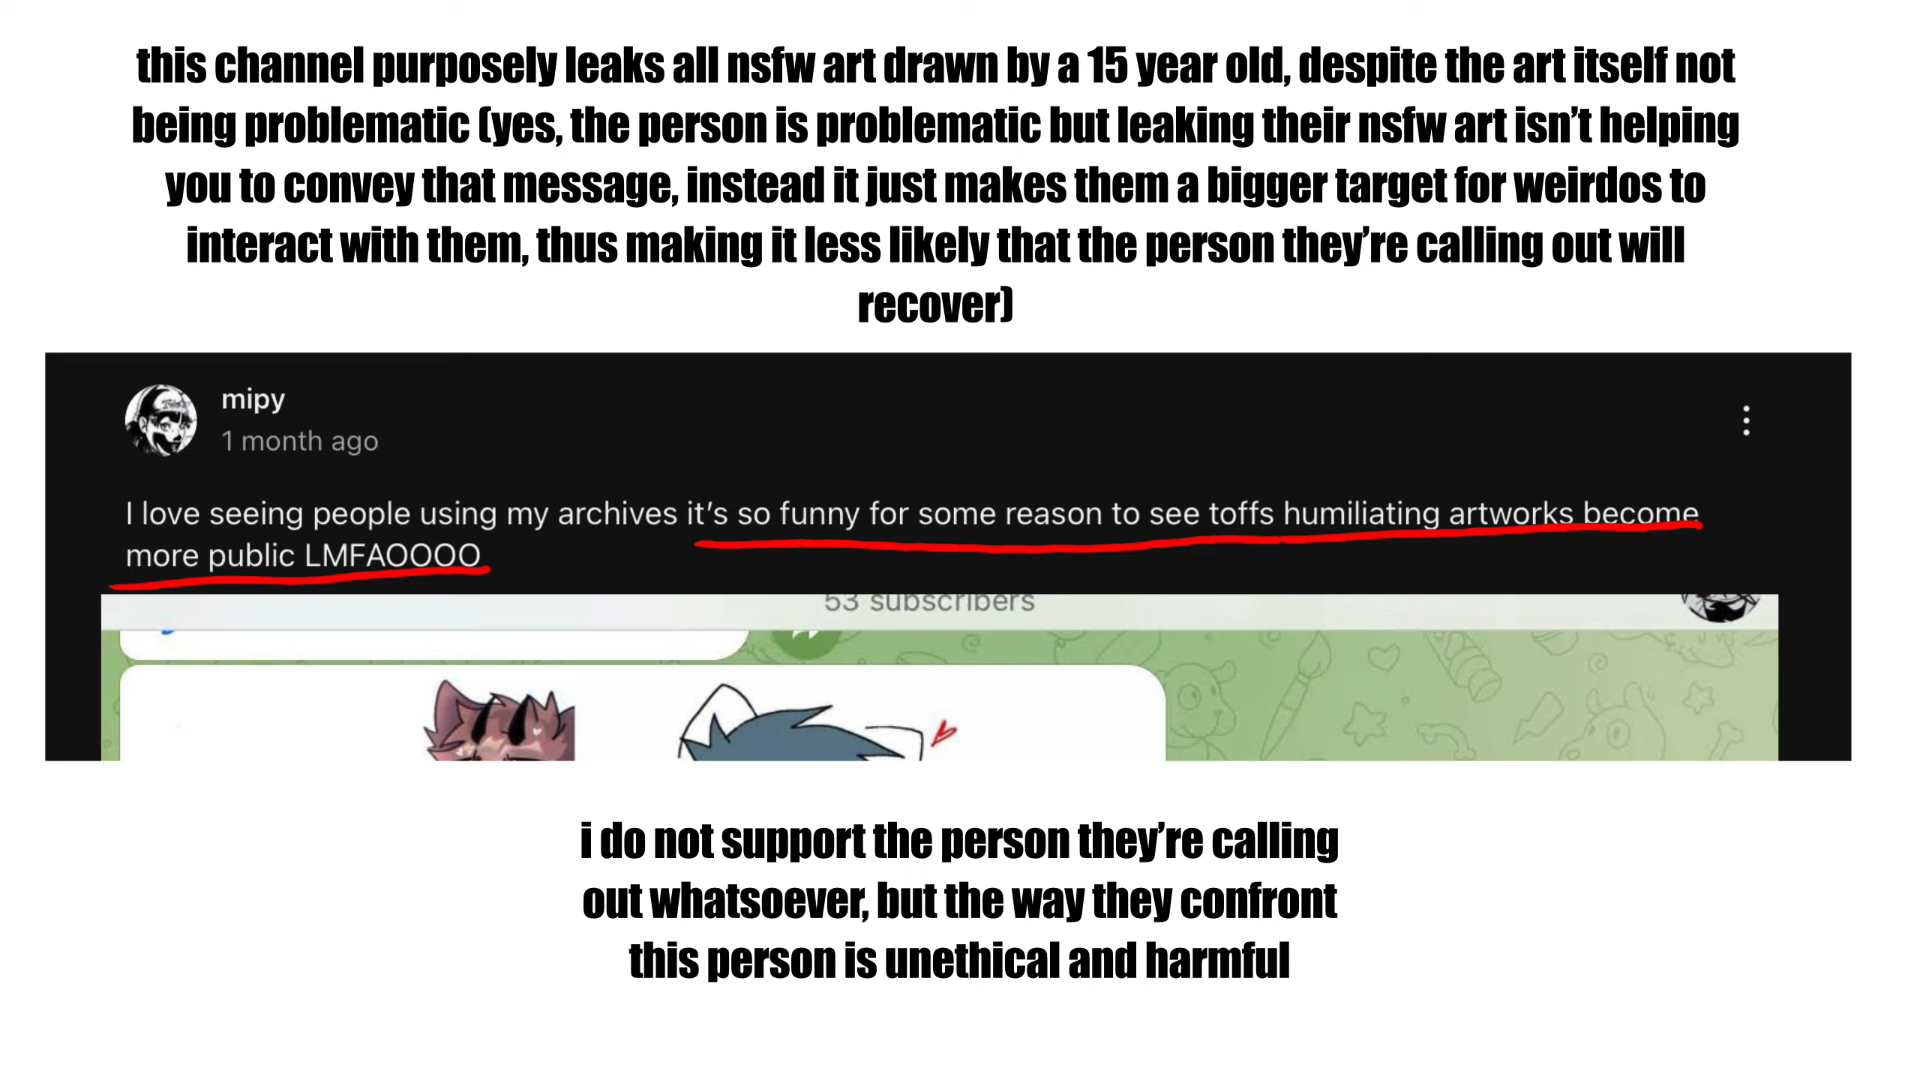 this channel purposely leaks all nsfw art drawn by a 15 year old, despite the art itself not
being problematic (yes, the person is problematic but leaking their nsfw art isn’t helping
you to convey that message, instead it just makes them a bigger target for weirdos to
interact with them, thus making it less likely that the person they’re calling out will
recover)
mipy
1 month ago
I love seeing people using my archives it’s so funny for some reason to see toffs humiliating artworks become
more public LMFAOOOO
53 subscribers
i do not support the person they’re calling
out whatsoever, but the way they confront
this person is unethical and harmful